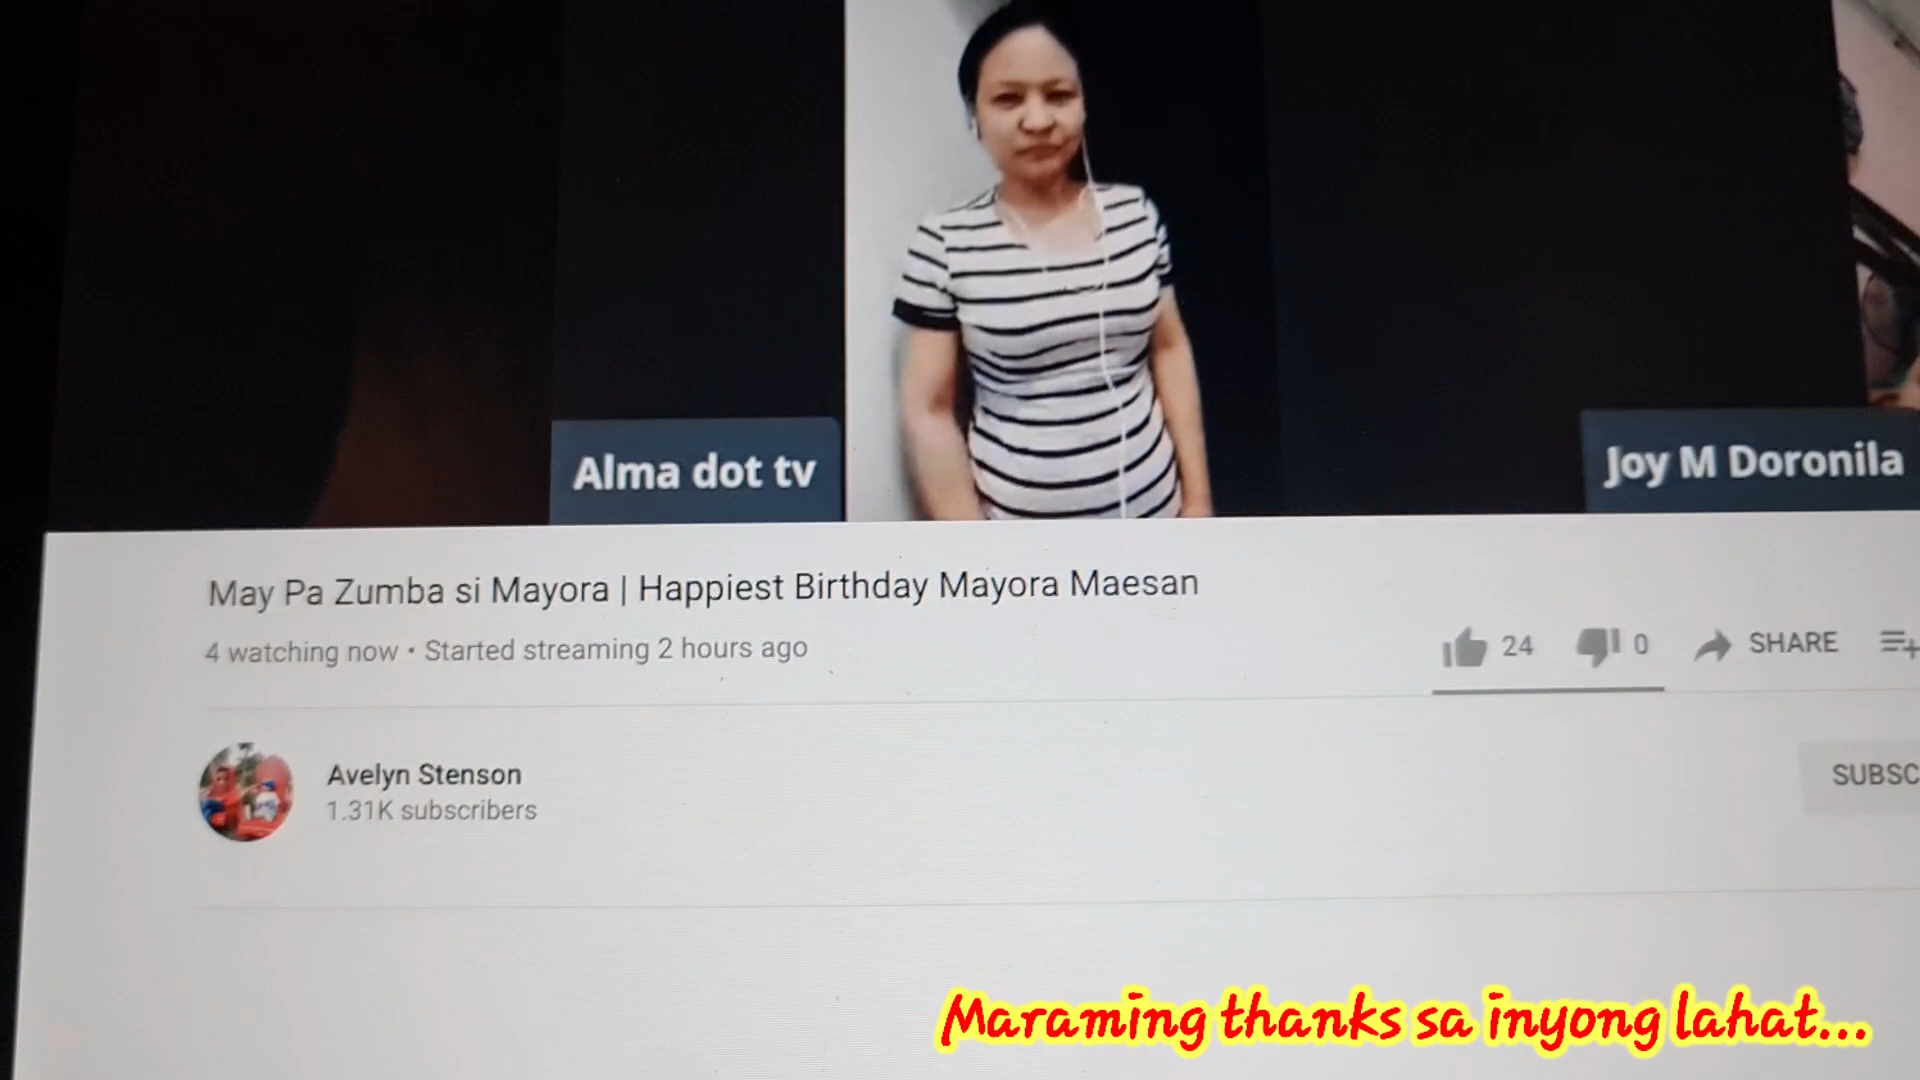 Alma dot tv
Joy M Doronila
May Pa Zumba si Mayora | Happiest Birthday Mayora Maesan
4 watching now • Started streaming 2 hours ago
24
0
SHARE
Avelyn Stenson
1.31K subscribers
SUBSC
Maraming thanks sa inyong lahat...